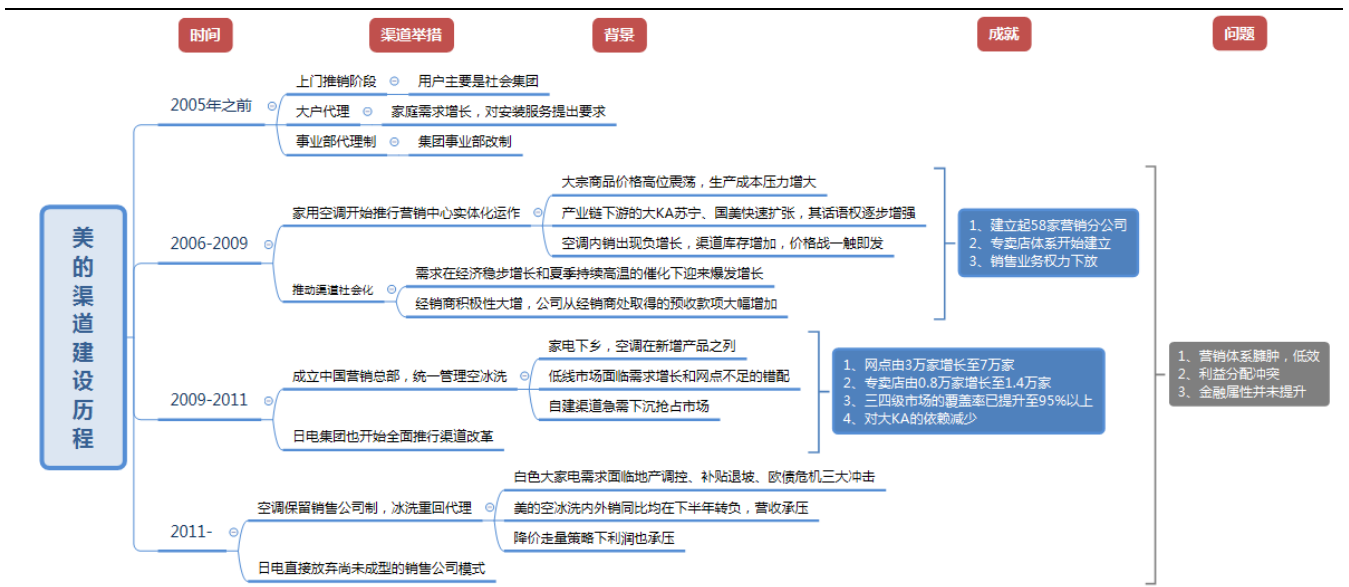 时间
渠道举措
背景
成就
问题
美的渠道建设历程
2005年之前
上门推销阶段
用户主要是社会集团
大户代理
家庭需求增长，对安装服务提出要求
事业部代理制
集团事业部改制
2006-2009
家用空调开始推行营销中心实体化运作
大宗商品价格高位震荡，生产成本压力增大
产业链下游的大KA苏宁、国美快速扩张，其话语权逐步增强
空调内销出现负增长，渠道库存增加，价格战一触即发
推动渠道社会化
需求在经济稳步增长和夏季持续高温的催化下迎来爆发增长
经销商积极性大增，公司从经销商处取得的预收款项大幅增加
1、建立起58家营销分公司
2、专卖店体系开始建立
3、销售业务权力下放
2009-2011
成立中国营销总部，统一管理空冰洗
家电下乡，空调在新增产品之列
低线市场面临需求增长和网点不足的错配
自建渠道急需下沉抢占市场
日电集团也开始全面推行渠道改革
1、网点由3万家增长至7万家
2、专卖店由0.8万家增长至1.4万家
3、三四级市场的覆盖率已提升至95%以上
4、对大KA的依赖减少
2011-
空调保留销售公司制，冰洗重回代理
白色大家电需求面临地产调控、补贴退坡、欧债危机三大冲击
美的空冰洗内外销同比均在下半年转负，营收承压
降价走量策略下利润也承压
日电直接放弃尚未成型的销售公司模式
1、营销体系臃肿，低效
2、利益分配冲突
3、金融属性并未提升